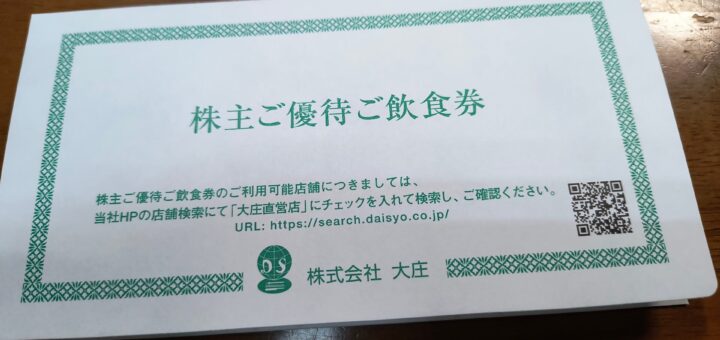 株主ご優待ご飲食券
株主ご優待ご飲食券のご利用可能店舗につきましては、
当社HPの店舗検索にて「大庄直営店」にチェックを入れて検索し、ご確認ください。
URL: https://search.daisyo.co.jp/
DS
株式会社 大庄